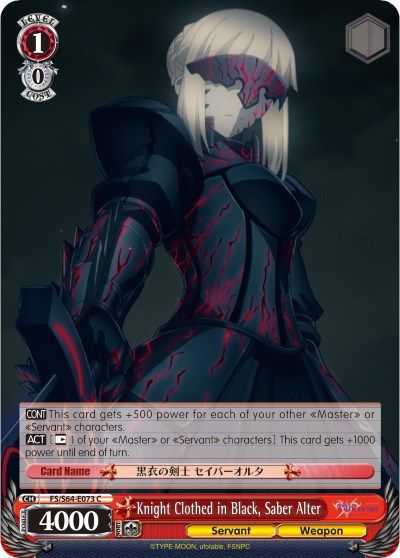 LEVEL
1
0
COST
CONT This card gets +500 power for each of your other «Master» or
«Servant» characters.
ACT [ 1 of your «Master» or «Servant» characters] This card gets +1000
power until end of turn.
Card Name 黒衣の剣士 セイバーオルタ
CH FS/S64-E073 C
Knight Clothed in Black, Saber Alter
4000
Servant Weapon
©TYPE-MOON, ufotable, FSNPC